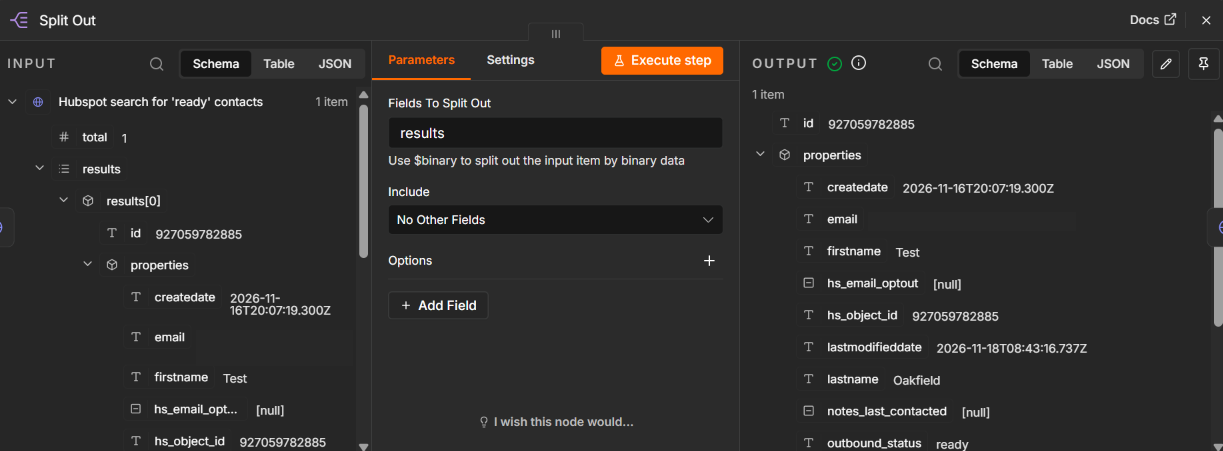 Split Out
Docs
INPUT
Schema
Table
JSON
Hubspot search for 'ready' contacts
1 item
# total 1
results
results[0]
T id 927059782885
properties
T createdate 2026-11-
16T20:07:19.300Z
T email
T firstname Test
hs_email_opt... [null]
T hs_object_id 927059782885
Parameters
Settings
Execute step
Fields To Split Out
results
Use $binary to split out the input item by binary data
Include
No Other Fields
Options
+
+ Add Field
I wish this node would...
OUTPUT
Schema
Table
JSON
1 item
T id 927059782885
properties
T createdate 2026-11-16T20:07:19.300Z
T email
T firstname Test
hs_email_optout [null]
T hs_object_id 927059782885
T lastmodifieddate 2026-11-18T08:43:16.737Z
T lastname Oakfield
notes_last_contacted [null]
T outbound_status ready